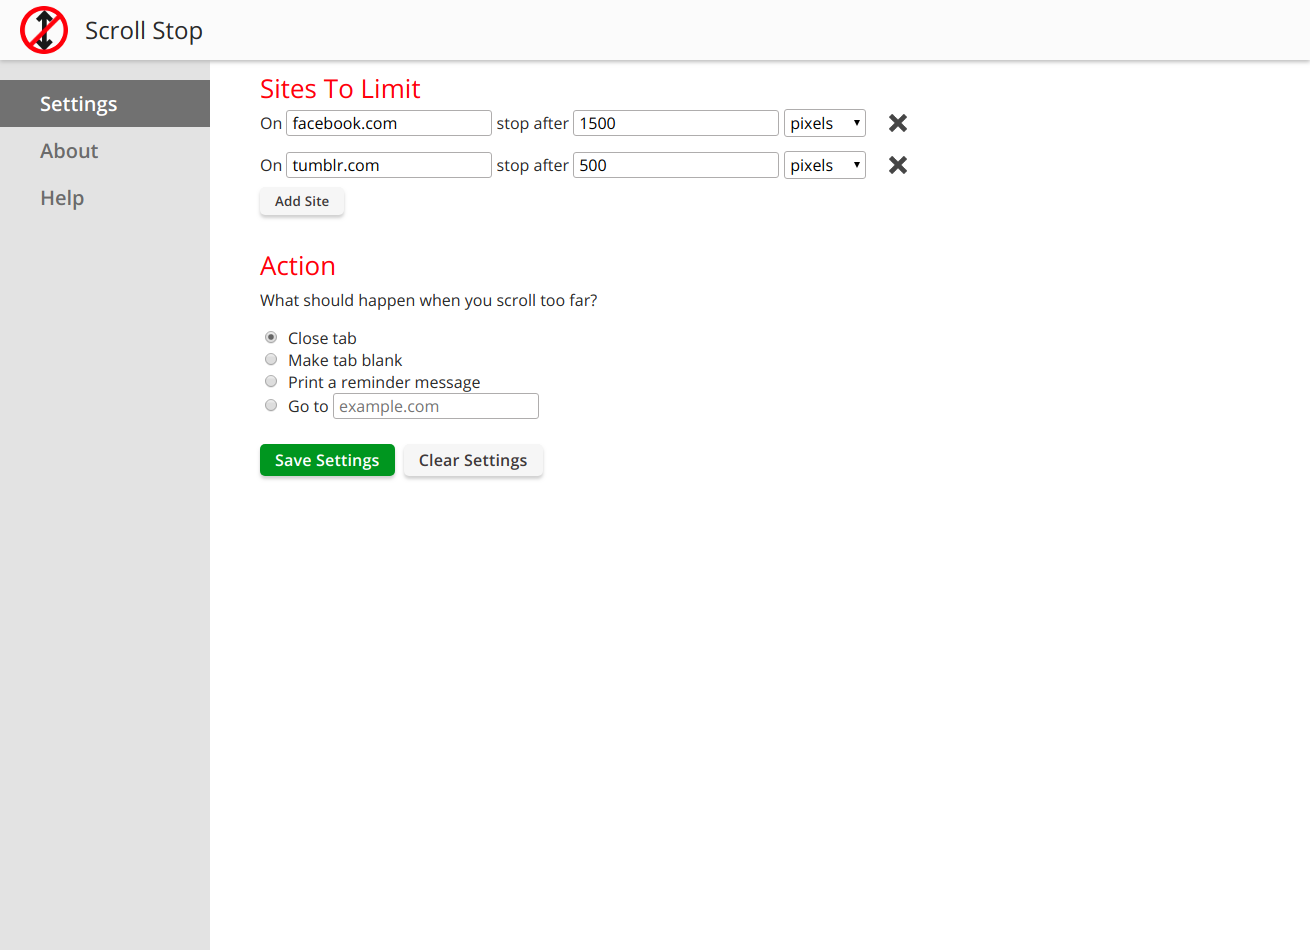 Scroll Stop
Settings
About
Help
Sites To Limit
On facebook.com stop after 1500 pixels
On tumblr.com stop after 500 pixels
Add Site
Action
What should happen when you scroll too far?
Close tab
Make tab blank
Print a reminder message
Go to example.com
Save Settings Clear Settings